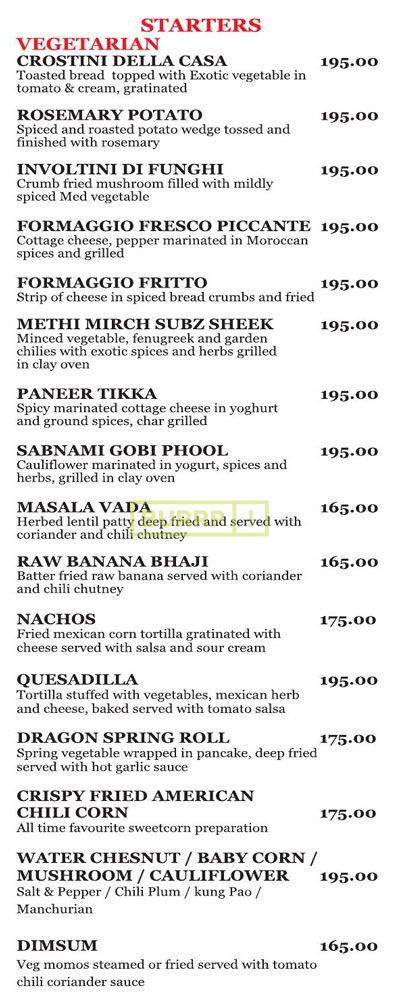 STARTERS
VEGETARIAN
CROSTINI DELLA CASA 195.00
Toasted bread topped with Exotic vegetable in
tomato & cream, gratinated
ROSEMARY POTATO 195.00
Spiced and roasted potato wedge tossed and
finished with rosemary
INVOLTINI DI FUNGHI 195.00
Crumb fried mushroom filled with mildly
spiced Med vegetable
FORMAGGIO FRESCO PICCANTE 195.00
Cottage cheese, pepper marinated in Moroccan
spices and grilled
FORMAGGIO FRITTO 195.00
Strip of cheese in spiced bread crumbs and fried
METHI MIRCH SUBZ SHEEK 195.00
Minced vegetable, fenugreek and garden
chilies with exotic spices and herbs grilled
in clay oven
PANEER TIKKA 195.00
Spicy marinated cottage cheese in yoghurt
and ground spices, char grilled
SABNAMI GOBI PHOOL 195.00
Cauliflower marinated in yogurt, spices and
herbs, grilled in clay oven
MASALA VADA 165.00
Herbed lentil patty deep fried and served with
coriander and chili chutney
RAW BANANA BHAJI 165.00
Batter fried raw banana served with coriander
and chili chutney
NACHOS 175.00
Fried mexican corn tortilla gratinated with
cheese served with salsa and sour cream
QUESADILLA 195.00
Tortilla stuffed with vegetables, mexican herb
and cheese, baked served with tomato salsa
DRAGON SPRING ROLL 175.00
Spring vegetable wrapped in pancake, deep fried
served with hot garlic sauce
CRISPY FRIED AMERICAN
CHILI CORN 175.00
All time favourite sweetcorn preparation
WATER CHESNUT / BABY CORN /
MUSHROOM / CAULIFLOWER 195.00
Salt & Pepper / Chili Plum / kung Pao /
Manchurian
DIMSUM 165.00
Veg momos steamed or fried served with tomato
chili coriander sauce